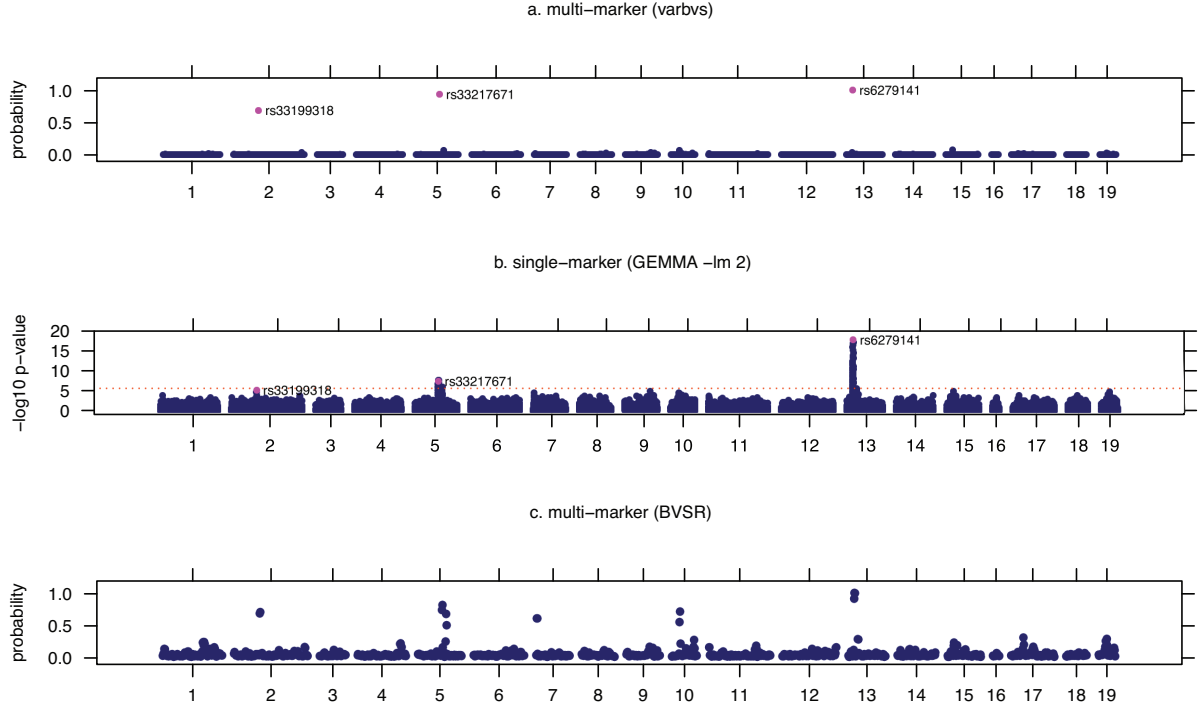 a. multi−marker (varbvs)
probability
1.0
0.5
0.0
rs33199318
rs33217671
rs6279141
1 2 3 4 5 6 7 8 9 10 11 12 13 14 15 16 17 18 19
b. single−marker (GEMMA −lm 2)
−log10 p−value
20
15
10
5
0
rs33199318
rs33217671
rs6279141
1 2 3 4 5 6 7 8 9 10 11 12 13 14 15 16 17 18 19
c. multi−marker (BVSR)
probability
1.0
0.5
0.0
1 2 3 4 5 6 7 8 9 10 11 12 13 14 15 16 17 18 19